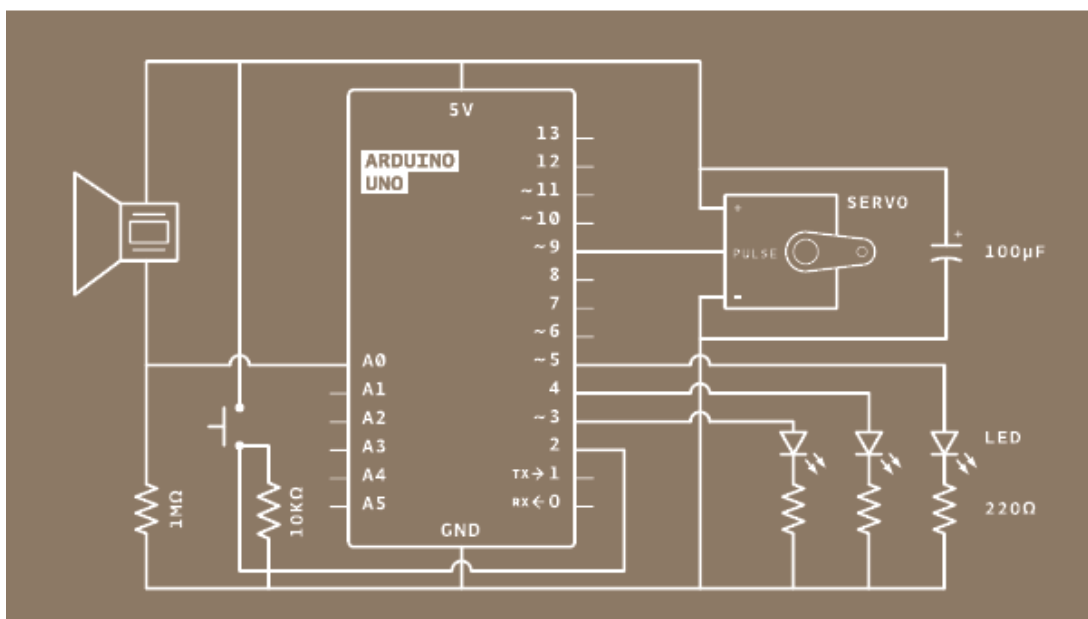 5V
ARDUINO
UNO
13
12
~11
~10
~9
8
7
~6
~5
4
~3
2
TX→1
RX←0
A0
A1
A2
A3
A4
A5
GND
1MΩ
10KΩ
SERVO
+
PULSE
-
+
100µF
LED
220Ω